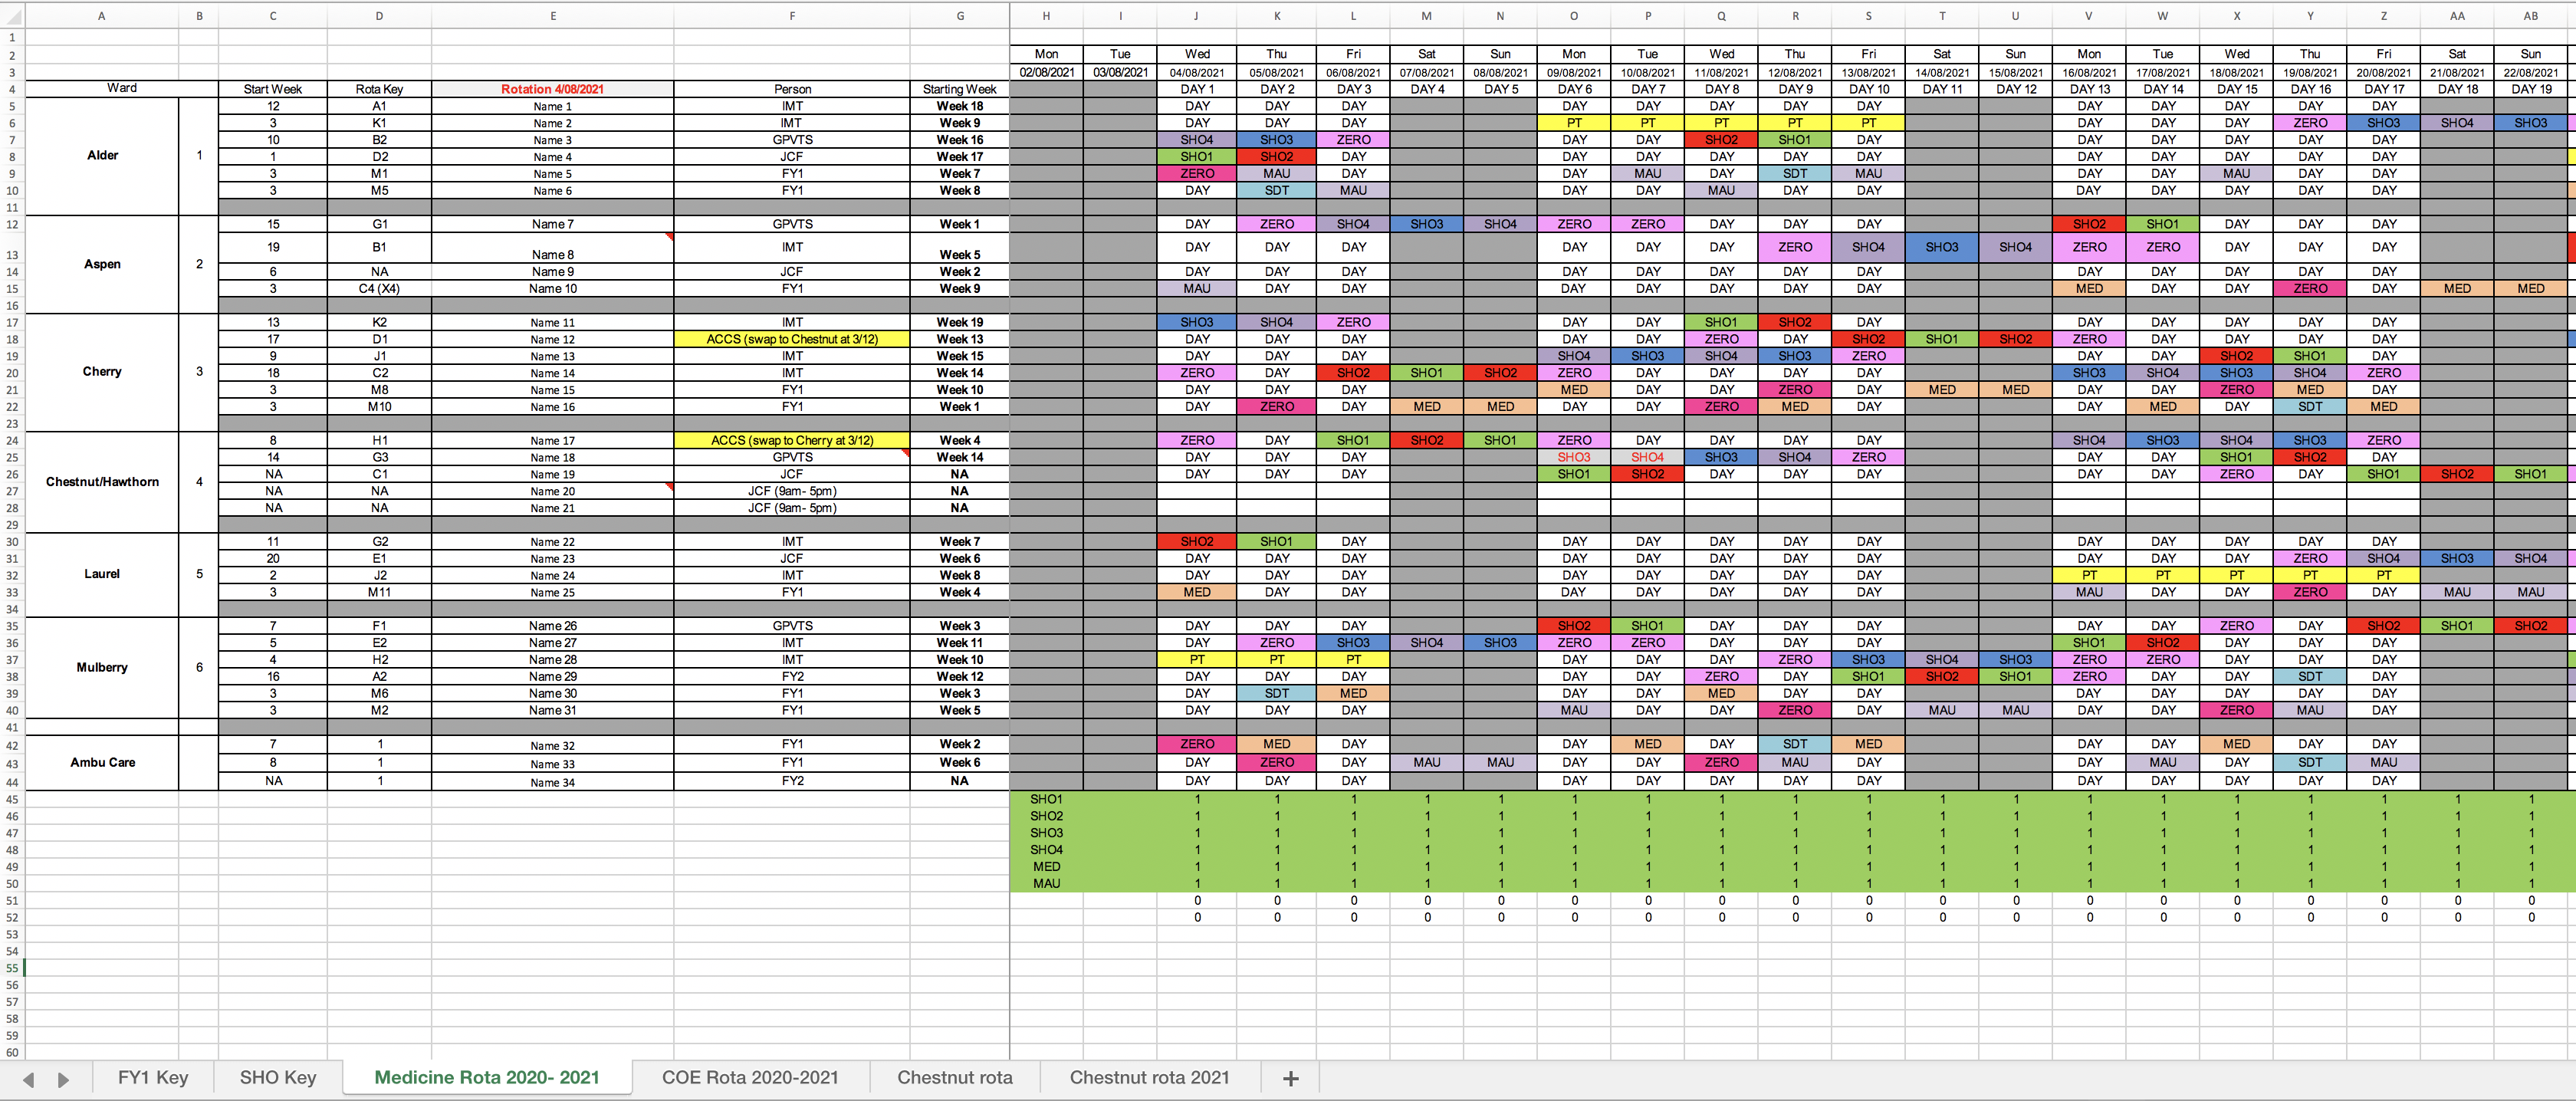 A B C D E F G H I J K L M N O P Q R S T U V W X Y Z AA AB
1
2 Mon Tue Wed Thu Fri Sat Sun Mon Tue Wed Thu Fri Sat Sun Mon Tue Wed Thu Fri Sat Sun
3 02/08/2021 03/08/2021 04/08/2021 05/08/2021 06/08/2021 07/08/2021 08/08/2021 09/08/2021 10/08/2021 11/08/2021 12/08/2021 13/08/2021 14/08/2021 15/08/2021 16/08/2021 17/08/2021 18/08/2021 19/08/2021 20/08/2021 21/08/2021 22/08/2021
4 Ward Start Week Rota Key Rotation 4/08/2021 Person Starting Week DAY 1 DAY 2 DAY 3 DAY 4 DAY 5 DAY 6 DAY 7 DAY 8 DAY 9 DAY 10 DAY 11 DAY 12 DAY 13 DAY 14 DAY 15 DAY 16 DAY 17 DAY 18 DAY 19
5 12 A1 Name 1 IMT Week 18 DAY DAY DAY DAY DAY DAY DAY DAY DAY DAY DAY DAY DAY
6 3 K1 Name 2 IMT Week 9 DAY DAY DAY PT PT PT PT PT DAY DAY DAY ZERO SHO3 SHO4 SHO3
7 10 B2 Name 3 GPVTS Week 16 SHO4 SHO3 ZERO DAY DAY SHO2 SHO1 DAY DAY DAY DAY DAY DAY
8 Alder 1 1 D2 Name 4 JCF Week 17 SHO1 SHO2 DAY DAY DAY DAY DAY DAY DAY DAY DAY DAY DAY
9 3 M1 Name 5 FY1 Week 7 ZERO MAU DAY DAY MAU DAY SDT MAU DAY DAY MAU DAY DAY
10 3 M5 Name 6 FY1 Week 8 DAY SDT MAU DAY DAY MAU DAY DAY DAY DAY DAY DAY DAY
11
12 15 G1 Name 7 GPVTS Week 1 DAY ZERO SHO4 SHO3 SHO4 ZERO ZERO DAY DAY DAY SHO2 SHO1 DAY DAY DAY
13 Aspen 2 19 B1 Name 8 IMT Week 5 DAY DAY DAY DAY DAY DAY ZERO SHO4 SHO3 SHO4 ZERO ZERO DAY DAY DAY
14 6 NA Name 9 JCF Week 2 DAY DAY DAY DAY DAY DAY DAY DAY DAY DAY DAY DAY DAY
15 3 C4 (X4) Name 10 FY1 Week 9 MAU DAY DAY DAY DAY DAY DAY DAY MED DAY DAY ZERO DAY MED MED
16
17 13 K2 Name 11 IMT Week 19 SHO3 SHO4 ZERO DAY DAY SHO1 SHO2 DAY DAY DAY DAY DAY DAY
18 17 D1 Name 12 ACCS (swap to Chestnut at 3/12) Week 13 DAY DAY DAY DAY DAY ZERO DAY SHO2 SHO1 SHO2 ZERO DAY DAY DAY DAY
19 9 J1 Name 13 IMT Week 15 DAY DAY DAY SHO4 SHO3 SHO4 SHO3 ZERO DAY DAY SHO2 SHO1 DAY
20 Cherry 3 18 C2 Name 14 IMT Week 14 ZERO DAY SHO2 SHO1 SHO2 ZERO DAY DAY DAY DAY SHO3 SHO4 SHO3 SHO4 ZERO
21 3 M8 Name 15 FY1 Week 10 DAY DAY DAY MED DAY DAY ZERO DAY MED MED DAY DAY ZERO MED DAY
22 3 M10 Name 16 FY1 Week 1 DAY ZERO DAY MED MED DAY DAY ZERO MED DAY DAY MED DAY SDT MED
23
24 8 H1 Name 17 ACCS (swap to Cherry at 3/12) Week 4 ZERO DAY SHO1 SHO2 SHO1 ZERO DAY DAY DAY DAY SHO4 SHO3 SHO4 SHO3 ZERO
25 14 G3 Name 18 GPVTS Week 14 DAY DAY DAY SHO3 SHO4 SHO3 SHO4 ZERO DAY DAY SHO1 SHO2 DAY
26 Chestnut/Hawthorn 4 NA C1 Name 19 JCF NA DAY DAY DAY SHO1 SHO2 DAY DAY DAY DAY DAY ZERO DAY SHO1 SHO2 SHO1
27 NA NA Name 20 JCF (9am- 5pm) NA
28 NA NA Name 21 JCF (9am- 5pm) NA
29
30 11 G2 Name 22 IMT Week 7 SHO2 SHO1 DAY DAY DAY DAY DAY DAY DAY DAY DAY DAY DAY
31 20 E1 Name 23 JCF Week 6 DAY DAY DAY DAY DAY DAY DAY DAY DAY DAY DAY ZERO SHO4 SHO3 SHO4
32 Laurel 5 2 J2 Name 24 IMT Week 8 DAY DAY DAY DAY DAY DAY DAY DAY PT PT PT PT PT
33 3 M11 Name 25 FY1 Week 4 MED DAY DAY DAY DAY DAY DAY DAY MAU DAY DAY ZERO DAY MAU MAU
34
35 7 F1 Name 26 GPVTS Week 3 DAY DAY DAY SHO2 SHO1 DAY DAY DAY DAY DAY ZERO DAY SHO2 SHO1 SHO2
36 5 E2 Name 27 IMT Week 11 DAY ZERO SHO3 SHO4 SHO3 ZERO ZERO DAY DAY DAY SHO1 SHO2 DAY DAY DAY
37 Mulberry 6 4 H2 Name 28 IMT Week 10 PT PT PT DAY DAY DAY ZERO SHO3 SHO4 SHO3 ZERO ZERO DAY DAY DAY
38 16 A2 Name 29 FY2 Week 12 DAY DAY DAY DAY DAY ZERO DAY SHO1 SHO2 SHO1 ZERO DAY DAY SDT DAY
39 3 M6 Name 30 FY1 Week 3 DAY SDT MED DAY DAY MED DAY DAY DAY DAY DAY DAY DAY
40 3 M2 Name 31 FY1 Week 5 DAY DAY DAY MAU DAY DAY ZERO DAY MAU MAU DAY DAY ZERO MAU DAY
41
42 7 1 Name 32 FY1 Week 2 ZERO MED DAY DAY MED DAY SDT MED DAY DAY MED DAY DAY
43 Ambu Care 8 1 Name 33 FY1 Week 6 DAY ZERO DAY MAU MAU DAY DAY ZERO MAU DAY DAY MAU DAY SDT MAU
44 NA 1 Name 34 FY2 NA DAY DAY DAY DAY DAY DAY DAY DAY DAY DAY DAY DAY DAY
45 SHO1 1 1 1 1 1 1 1 1 1 1 1 1 1 1 1 1 1 1 1
46 SHO2 1 1 1 1 1 1 1 1 1 1 1 1 1 1 1 1 1 1 1
47 SHO3 1 1 1 1 1 1 1 1 1 1 1 1 1 1 1 1 1 1 1
48 SHO4 1 1 1 1 1 1 1 1 1 1 1 1 1 1 1 1 1 1 1
49 MED 1 1 1 1 1 1 1 1 1 1 1 1 1 1 1 1 1 1 1
50 MAU 1 1 1 1 1 1 1 1 1 1 1 1 1 1 1 1 1 1 1
51 0 0 0 0 0 0 0 0 0 0 0 0 0 0 0 0 0 0 0
52 0 0 0 0 0 0 0 0 0 0 0 0 0 0 0 0 0 0 0
53
54
55
56
57
58
59
60
FY1 Key SHO Key Medicine Rota 2020- 2021 COE Rota 2020-2021 Chestnut rota Chestnut rota 2021 +